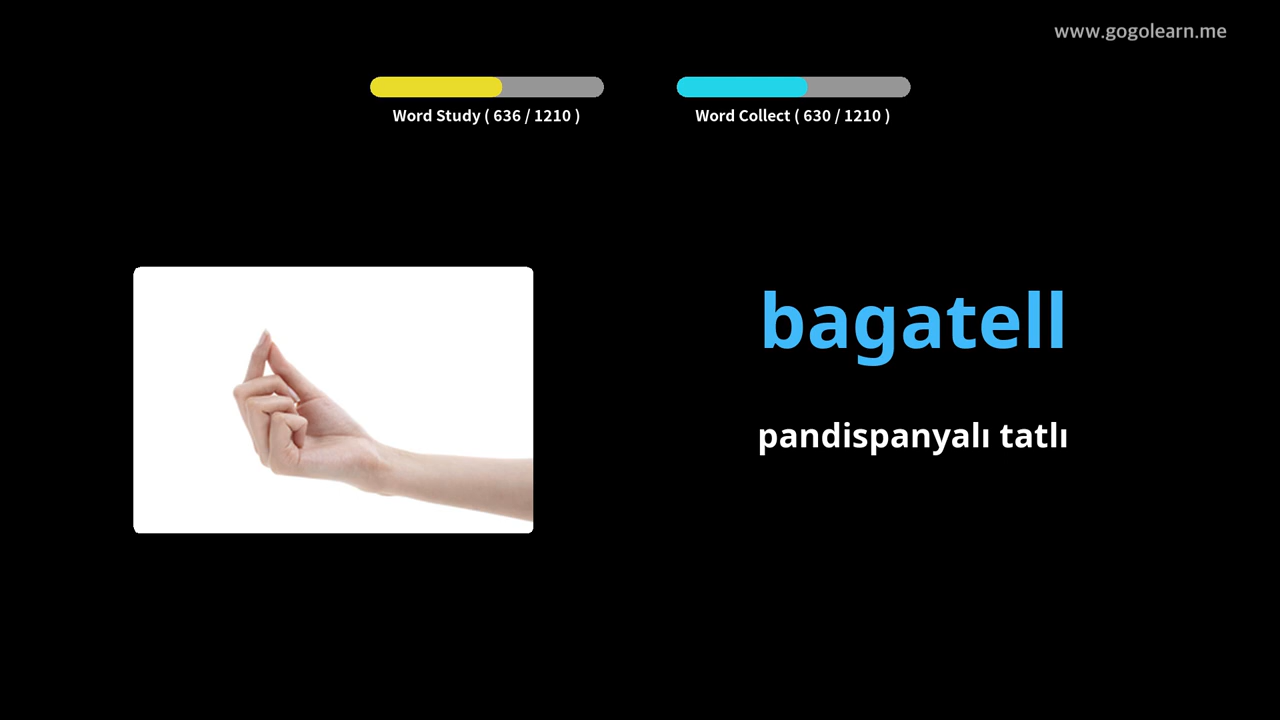 www.gogolearn.me
Word Study ( 636 / 1210 )
Word Collect ( 630 / 1210 )
bagatell
pandispanyalı tatlı